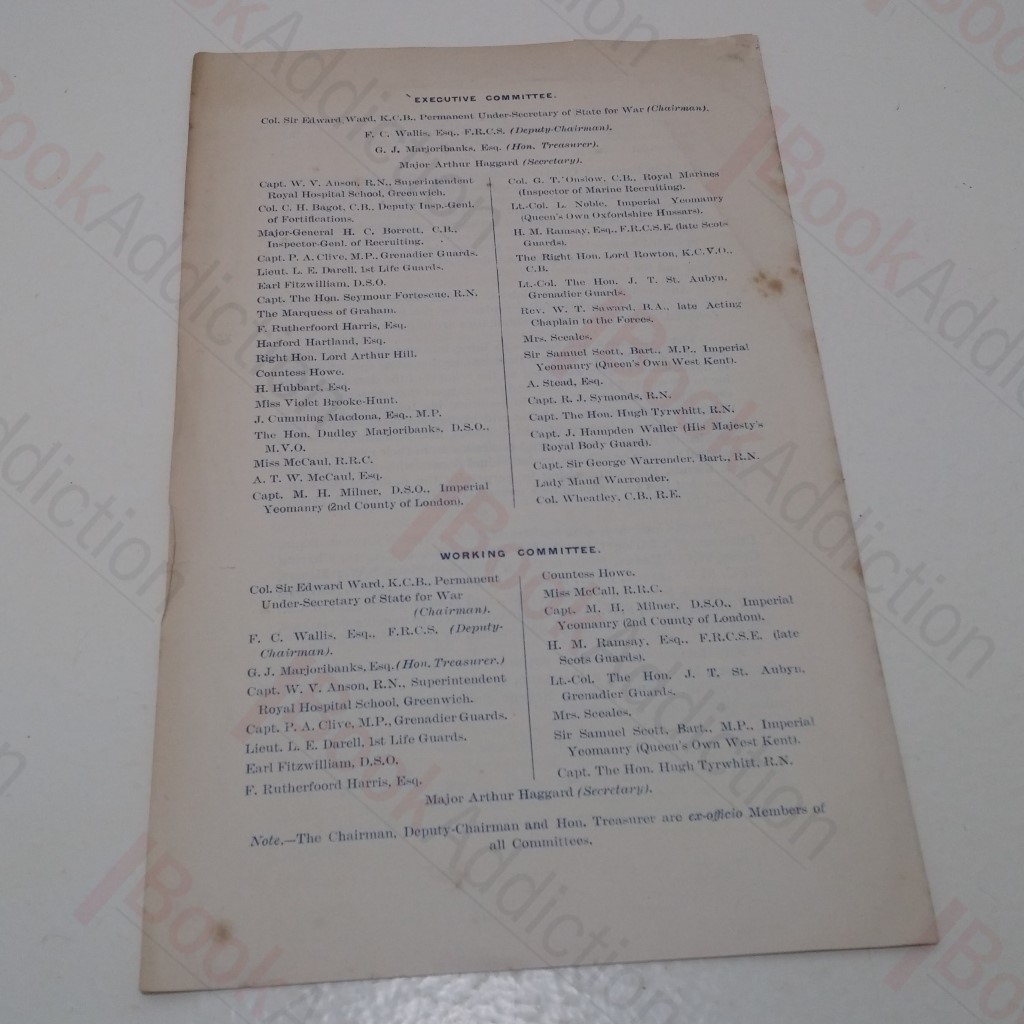 EXECUTIVE COMMITTEE.
Col. Sir Edward Ward, K.C.B., Permanent Under-Secretary of State for War (Chairman).
F. C. Wallis, Esq., F.R.C.S. (Deputy-Chairman).
G. J. Marjoribanks, Esq. (Hon. Treasurer).
Major Arthur Haggard (Secretary).
Capt. W. V. Anson, R.N., Superintendent
Royal Hospital School, Greenwich.
Col. C. H. Bagot, C.B., Deputy Insp.-Genl.
of Fortifications.
Major-General H. C. Borrett, C.B.,
Inspector-Genl. of Recruiting.
Capt. P. A. Clive, M.P., Grenadier Guards.
Lieut. L. E. Darell, 1st Life Guards.
Earl Fitzwilliam, D.S.O.
Capt. The Hon. Seymour Fortescue, R.N.
The Marquess of Graham.
F. Rutherfoord Harris, Esq.
Harford Hartland, Esq.
Right Hon. Lord Arthur Hill.
Countess Howe.
H. Hubbart, Esq.
Miss Violet Brooke-Hunt.
J. Cumming Macdona, Esq., M.P.
The Hon. Dudley Marjoribanks, D.S.O.,
M.V.O.
Miss McCaul, R.R.C.
A. T. W. McCaul, Esq.
Capt. M. H. Milner, D.S.O., Imperial
Yeomanry (2nd County of London).
Col. G. T. Onslow, C.B., Royal Marines
(Inspector of Marine Recruiting).
Lt.-Col. L. Noble, Imperial Yeomanry
(Queen's Own Oxfordshire Hussars).
H. M. Ramsay, Esq., F.R.C.S.E. (late Scots
Guards).
The Right Hon. Lord Rowton, K.C.V.O.,
C.B.
Lt.-Col. The Hon. J. T. St. Aubyn,
Grenadier Guards.
Rev. W. T. Saward, B.A., late Acting
Chaplain to the Forces.
Mrs. Sceales.
Sir Samuel Scott, Bart., M.P., Imperial
Yeomanry (Queen's Own West Kent).
A. Stead, Esq.
Capt. R. J. Symonds, R.N.
Capt. The Hon. Hugh Tyrwhitt, R.N.
Capt. J. Hampden Waller (His Majesty's
Royal Body Guard).
Capt. Sir George Warrender, Bart., R.N.
Lady Maud Warrender.
Col. Wheatley, C.B., R.E.
WORKING COMMITTEE.
Col. Sir Edward Ward, K.C.B., Permanent
Under-Secretary of State for War
(Chairman).
F. C. Wallis, Esq., F.R.C.S. (Deputy-
Chairman).
G. J. Marjoribanks, Esq. (Hon. Treasurer.)
Capt. W. V. Anson, R.N., Superintendent
Royal Hospital School, Greenwich.
Capt. P. A. Clive, M.P., Grenadier Guards.
Lieut. L. E. Darell, 1st Life Guards.
Earl Fitzwilliam, D.S.O.
F. Rutherfoord Harris, Esq.
Countess Howe.
Miss McCall, R.R.C.
Capt. M. H. Milner, D.S.O., Imperial
Yeomanry (2nd County of London).
H. M. Ramsay, Esq., F.R.C.S.E. (late
Scots Guards).
Lt.-Col. The Hon. J. T. St. Aubyn,
Grenadier Guards.
Mrs. Sceales.
Sir Samuel Scott, Bart., M.P., Imperial
Yeomanry (Queen's Own West Kent).
Capt. The Hon. Hugh Tyrwhitt, R.N.
Major Arthur Haggard (Secretary).
Note.—The Chairman, Deputy-Chairman and Hon. Treasurer are ex-officio Members of
all Committees.
BookAddiction